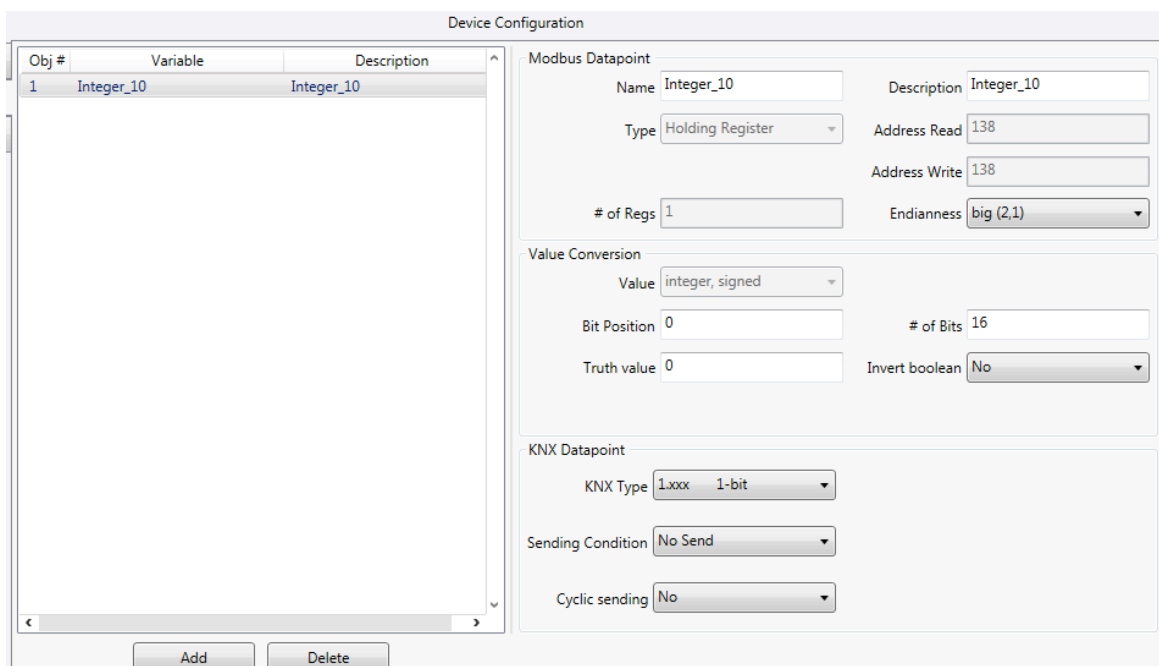 Device Configuration
Obj # Variable Description
1 Integer_10 Integer_10
Modbus Datapoint
Name Integer_10 Description Integer_10
Type Holding Register Address Read 138
Address Write 138
# of Regs 1 Endianness big (2,1)
Value Conversion
Value integer, signed
Bit Position 0 # of Bits 16
Truth value 0 Invert boolean No
KNX Datapoint
KNX Type 1.xxx 1-bit
Sending Condition No Send
Cyclic sending No
Add Delete